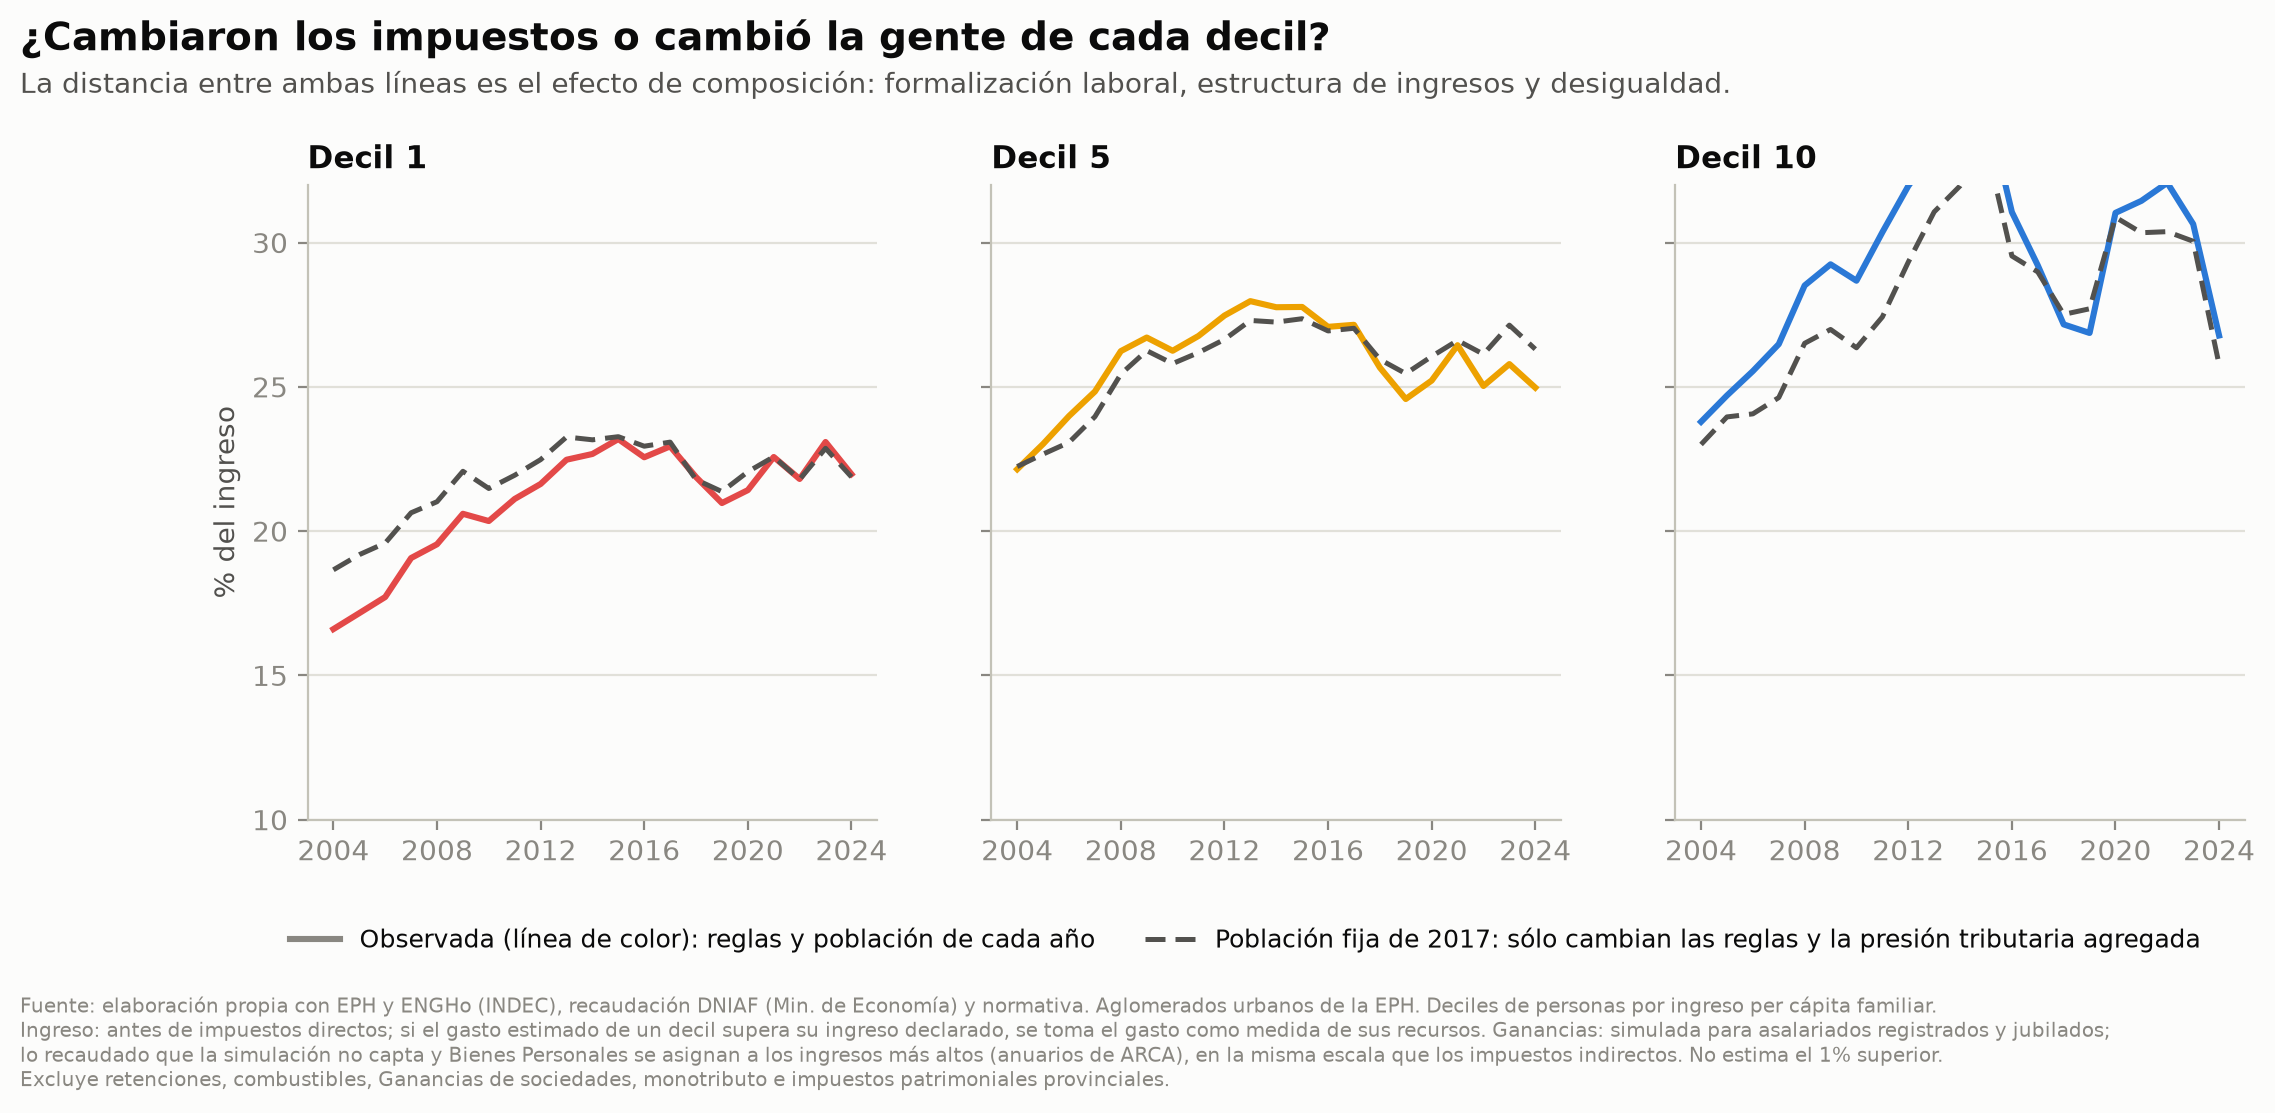 ¿Cambiaron los impuestos o cambió la gente de cada decil?
La distancia entre ambas líneas es el efecto de composición: formalización laboral, estructura de ingresos y desigualdad.
Decil 1
Decil 5
Decil 10
% del ingreso
30
25
20
15
10
2004 2008 2012 2016 2020 2024
2004 2008 2012 2016 2020 2024
2004 2008 2012 2016 2020 2024
Observada (línea de color): reglas y población de cada año
Población fija de 2017: sólo cambian las reglas y la presión tributaria agregada
Fuente: elaboración propia con EPH y ENGHo (INDEC), recaudación DNIAF (Min. de Economía) y normativa. Aglomerados urbanos de la EPH. Deciles de personas por ingreso per cápita familiar.
Ingreso: antes de impuestos directos; si el gasto estimado de un decil supera su ingreso declarado, se toma el gasto como medida de sus recursos. Ganancias: simulada para asalariados registrados y jubilados;
lo recaudado que la simulación no capta y Bienes Personales se asignan a los ingresos más altos (anuarios de ARCA), en la misma escala que los impuestos indirectos. No estima el 1% superior.
Excluye retenciones, combustibles, Ganancias de sociedades, monotributo e impuestos patrimoniales provinciales.